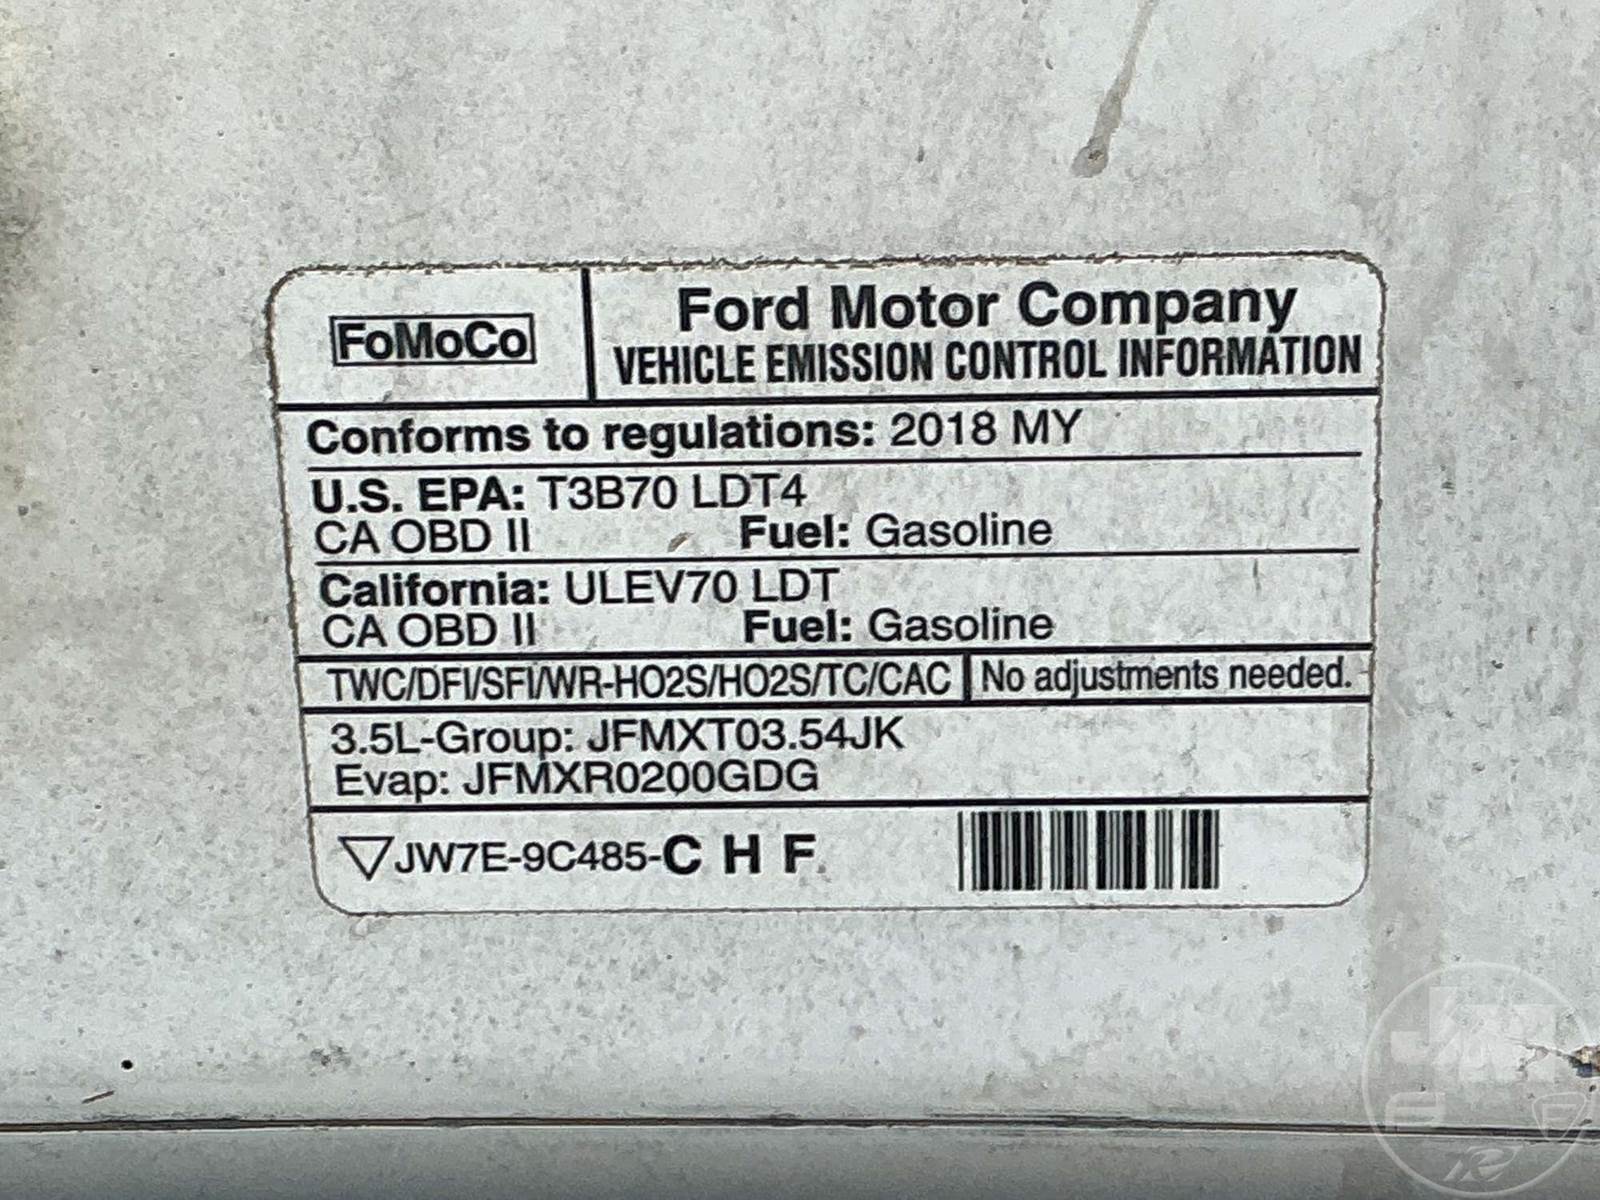 FoMoCo
Ford Motor Company
VEHICLE EMISSION CONTROL INFORMATION
Conforms to regulations: 2018 MY
U.S. EPA: T3B70 LDT4
CA OBD II Fuel: Gasoline
California: ULEV70 LDT
CA OBD II Fuel: Gasoline
TWC/DFI/SFI/WR-HO2S/HO2S/TC/CAC No adjustments needed.
3.5L-Group: JFMXT03.54JK
Evap: JFMXR0200GDG
JW7E-9C485-C H F